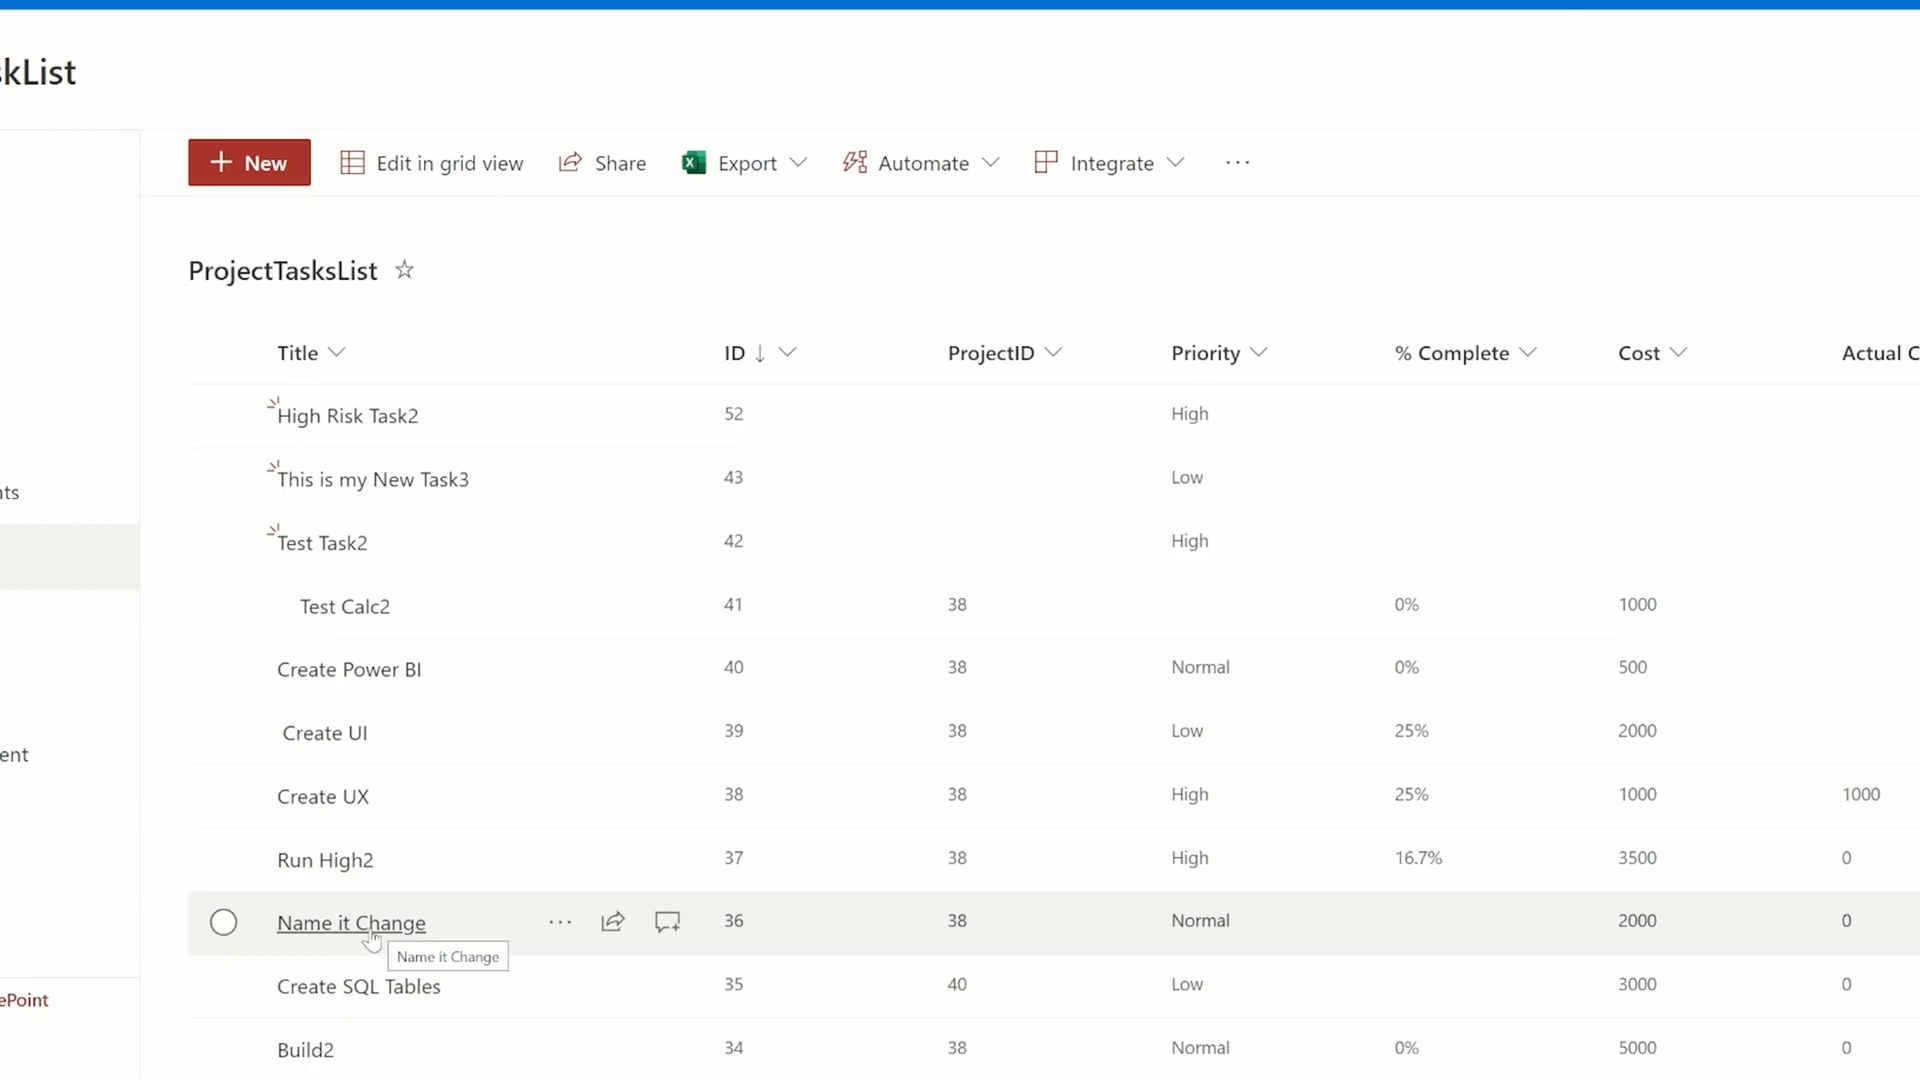 skList
New Edit in grid view Share Export Automate Integrate ...
ProjectTasksList
Title ID ProjectID Priority % Complete Cost Actual C
High Risk Task2 52 High
This is my New Task3 43 Low
nts
Test Task2 42 High
Test Calc2 41 38 0% 1000
Create Power BI 40 38 Normal 0% 500
Create UI 39 38 Low 25% 2000
ent
Create UX 38 38 High 25% 1000 1000
Run High2 37 38 High 16.7% 3500 0
Name it Change ... 36 38 Normal 2000 0
Name it Change
Create SQL Tables 35 40 Low 3000 0
ePoint
Build2 34 38 Normal 0% 5000 0